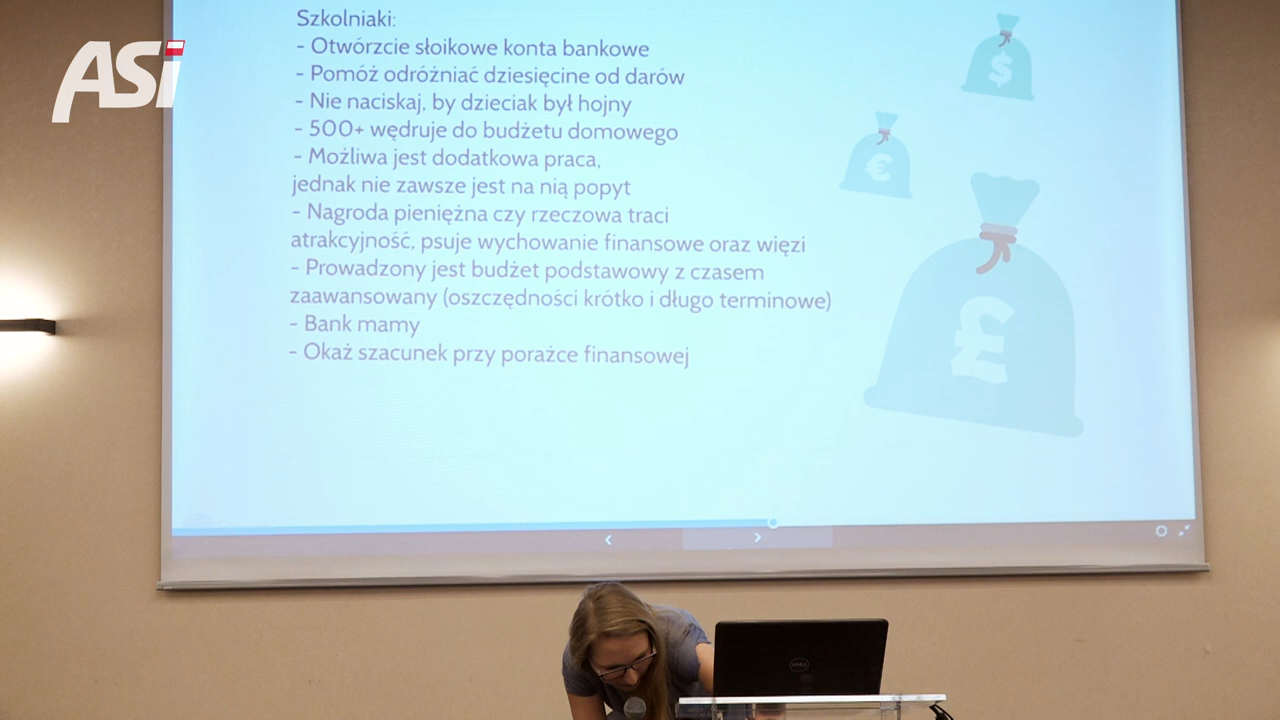 ASi
Szkolniaki:
- Otwórzcie słoikowe konta bankowe
- Pomóż odróżniać dziesięcine od darów
- Nie naciskaj, by dzieciak był hojny
- 500+ wędruje do budżetu domowego
- Możliwa jest dodatkowa praca,
jednak nie zawsze jest na nią popyt
- Nagroda pieniężna czy rzeczowa traci
atrakcyjność, psuje wychowanie finansowe oraz więzi
- Prowadzony jest budżet podstawowy z czasem
zaawansowany (oszczędności krótko i długo terminowe)
- Bank mamy
- Okaż szacunek przy porażce finansowej
$
€
£
DELL